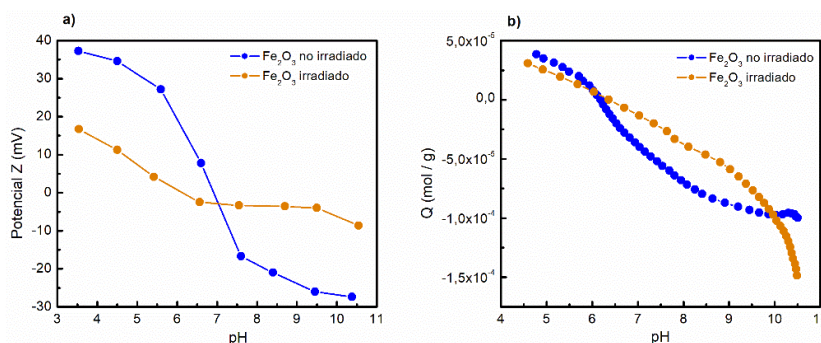 a)
40
30
20
10
0
-10
-20
-30
Potencial Z (mV)
Fe₂O₃ no irradiado
Fe₂O₃ irradiado
3 4 5 6 7 8 9 10 11
pH
b)
5,0x10⁻⁵
0,0
-5,0x10⁻⁵
-1,0x10⁻⁴
-1,5x10⁻⁴
Q (mol / g)
Fe₂O₃ no irradiado
Fe₂O₃ irradiado
4 5 6 7 8 9 10 1
pH